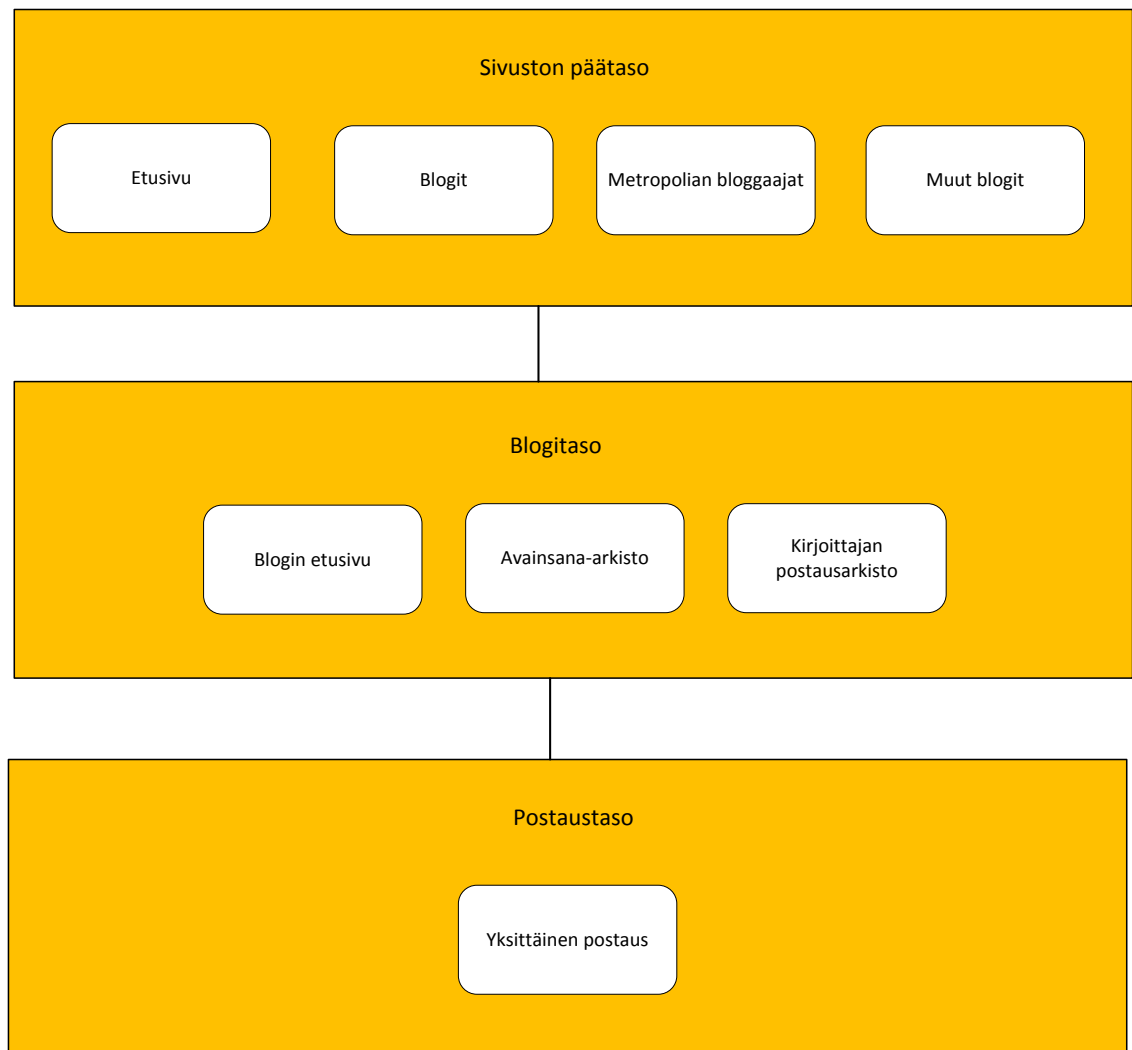 Sivuston päätaso
Etusivu
Blogit
Metropolian bloggaajat
Muut blogit
Blogitaso
Blogin etusivu
Avainsana-arkisto
Kirjoittajan
postausarkisto
Postaustaso
Yksittäinen postaus